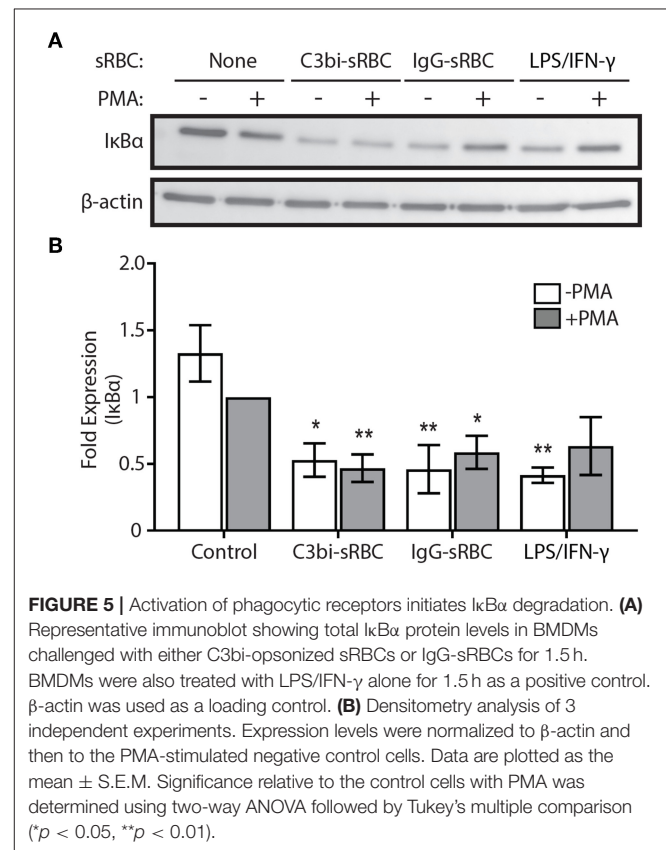 A
sRBC: None C3bi-sRBC IgG-sRBC LPS/IFN-γ
PMA: - + - + - + - +
IκBα
β-actin
B
2.0
1.5
1
0.5
0
Fold Expression
(IκBα)
-PMA
+PMA
* ** ** * **
Control C3bi-sRBC IgG-sRBC LPS/IFN-γ
FIGURE 5 | Activation of phagocytic receptors initiates IκBα degradation. (A)
Representative immunoblot showing total IκBα protein levels in BMDMs
challenged with either C3bi-opsonized sRBCs or IgG-sRBCs for 1.5 h.
BMDMs were also treated with LPS/IFN-γ alone for 1.5 h as a positive control.
β-actin was used as a loading control. (B) Densitometry analysis of 3
independent experiments. Expression levels were normalized to β-actin and
then to the PMA-stimulated negative control cells. Data are plotted as the
mean ± S.E.M. Significance relative to the control cells with PMA was
determined using two-way ANOVA followed by Tukey's multiple comparison
(*p < 0.05, **p < 0.01).